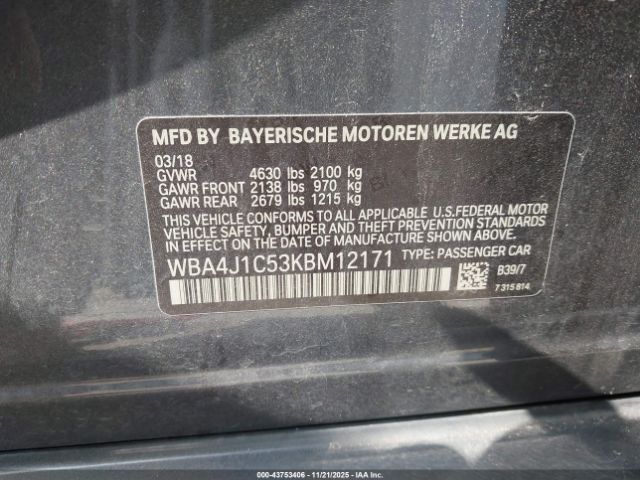 MFD BY BAYERISCHE MOTOREN WERKE AG
03/18
GVWR 4630 lbs 2100 kg
GAWR FRONT 2138 lbs 970 kg
GAWR REAR 2679 lbs 1215 kg
THIS VEHICLE CONFORMS TO ALL APPLICABLE U.S.FEDERAL MOTOR
VEHICLE SAFETY, BUMPER AND THEFT PREVENTION STANDARDS
IN EFFECT ON THE DATE OF MANUFACTURE SHOWN ABOVE.
WBA4J1C53KBM12171 TYPE: PASSENGER CAR
B39/7
7 315 814
000-43753406 - 11/21/2025 - IAAI.com